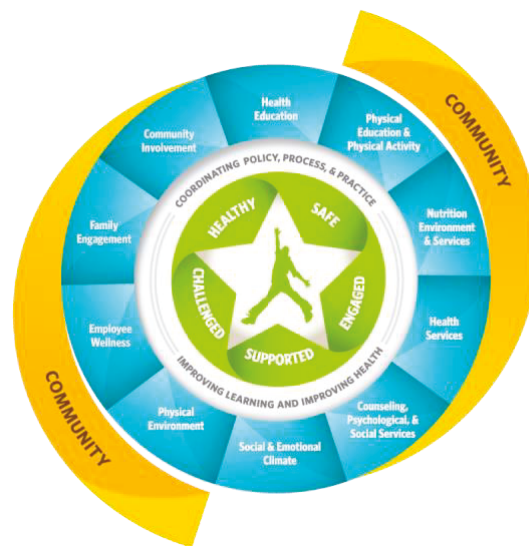 COMMUNITY
Health
Education
Physical
Education &
Physical Activity
Nutrition
Environment
& Services
Health
Services
Counseling,
Psychological, &
Social Services
Social & Emotional
Climate
Physical
Environment
Employee
Wellness
Family
Engagement
Community
Involvement
COORDINATING POLICY, PROCESS, & PRACTICE
IMPROVING LEARNING AND IMPROVING HEALTH
HEALTHY
SAFE
ENGAGED
SUPPORTED
CHALLENGED
COMMUNITY